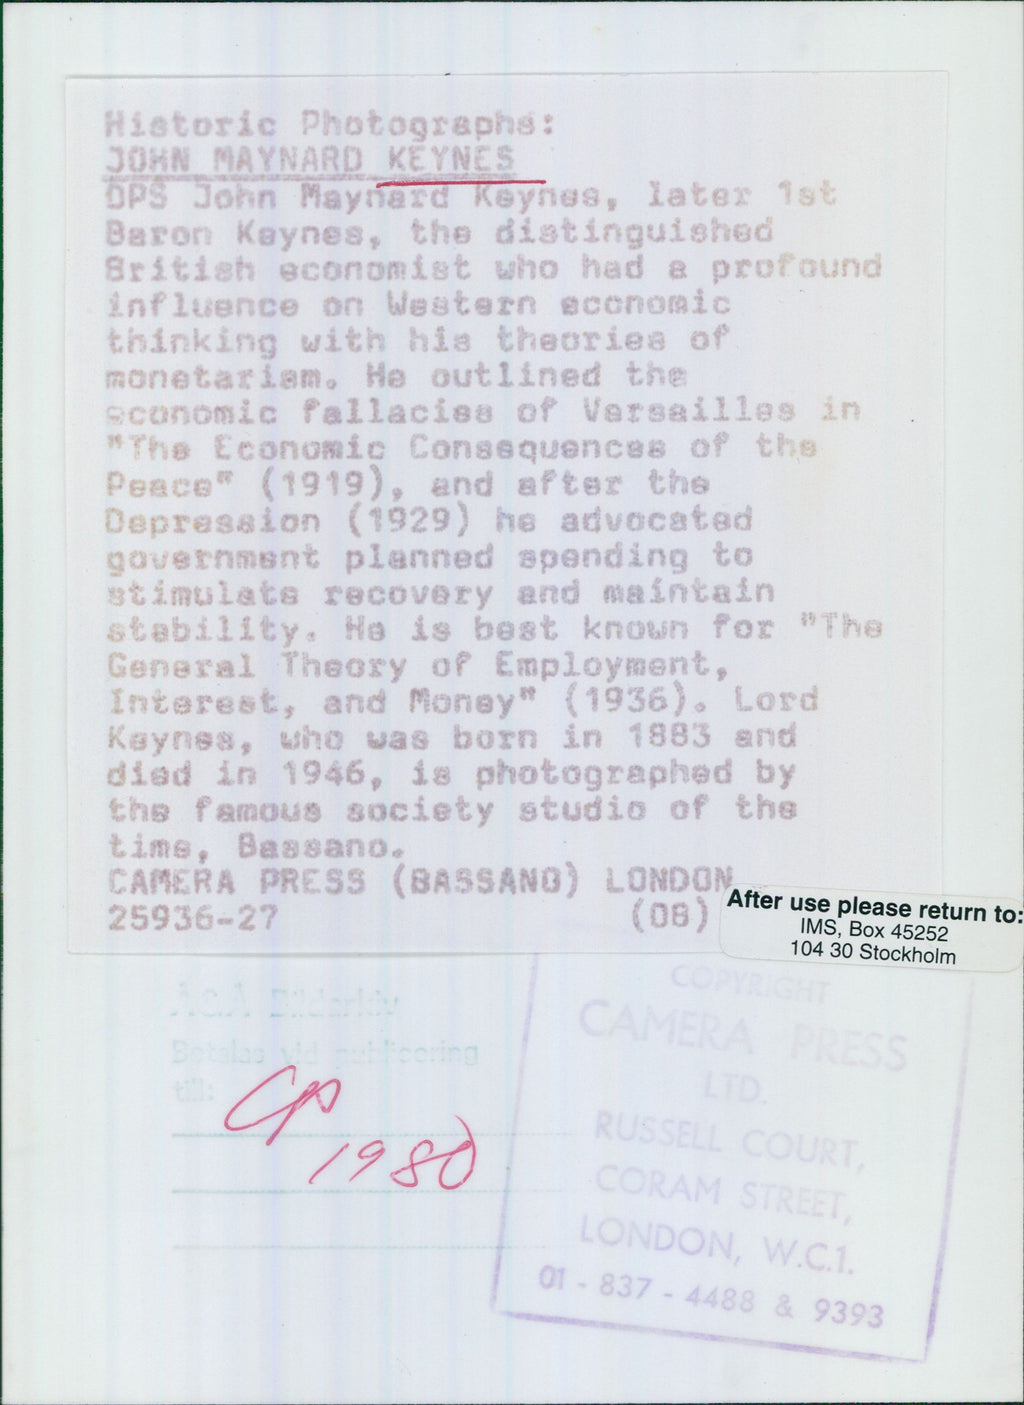 Historic Photographs:
JOHN MAYNARD KEYNES
OPS John Maynard Keynes, later 1st
Baron Keynes, the distinguished
British economist who had a profound
influence on Western economic
thinking with his theories of
monetarism. He outlined the
economic fallacies of Versailles in
"The Economic Consequences of the
Peace" (1919), and after the
Depression (1929) he advocated
government planned spending to
stimulate recovery and maintain
stability. He is best known for "The
General Theory of Employment,
Interest, and Money" (1936). Lord
Keynes, who was born in 1883 and
died in 1946, is photographed by
the famous society studio of the
time, Bassano.
CAMERA PRESS (BASSANO) LONDON
25936-27 (08)
After use please return to:
IMS, Box 45252
104 30 Stockholm
Betalas vid publicering
till:
CP
1980
COPYRIGHT
CAMERA PRESS
LTD.
RUSSELL COURT,
CORAM STREET,
LONDON, W.C.1.
01 - 837 - 4488 & 9393